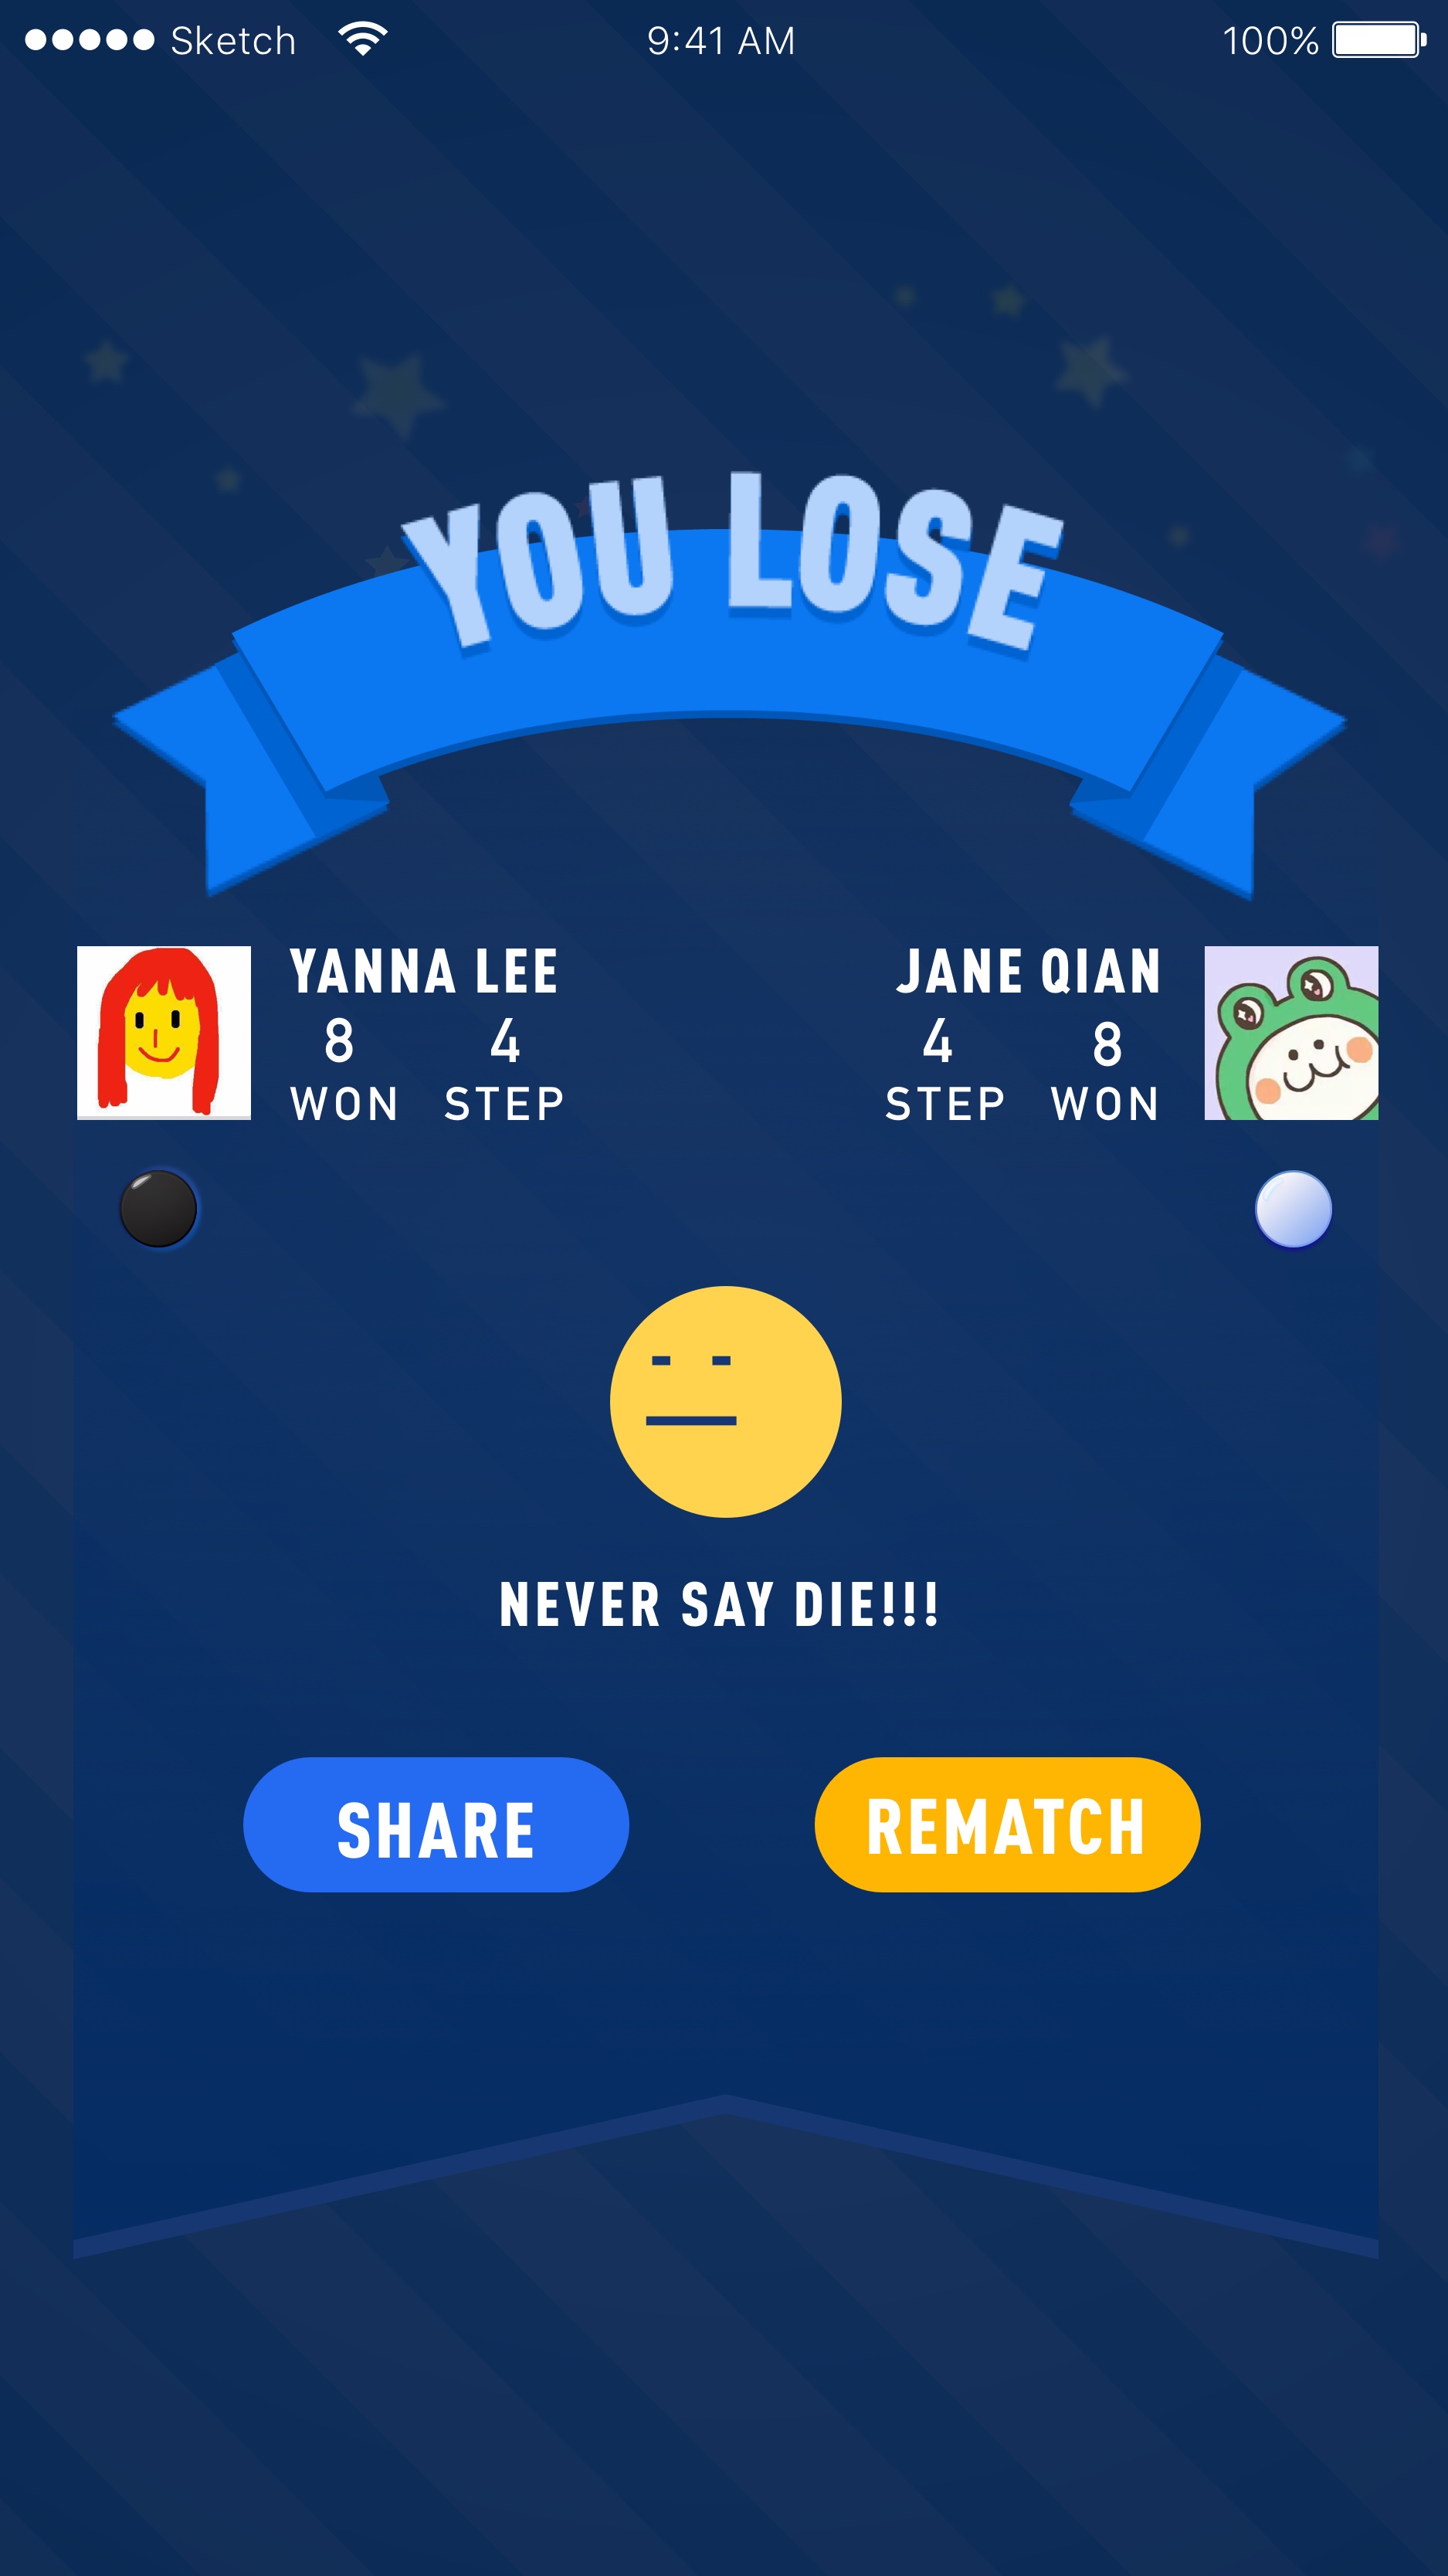 Sketch 9:41 AM 100%
YOU LOSE
YANNA LEE JANE QIAN
8 4 4 8
WON STEP STEP WON
NEVER SAY DIE!!!
SHARE REMATCH